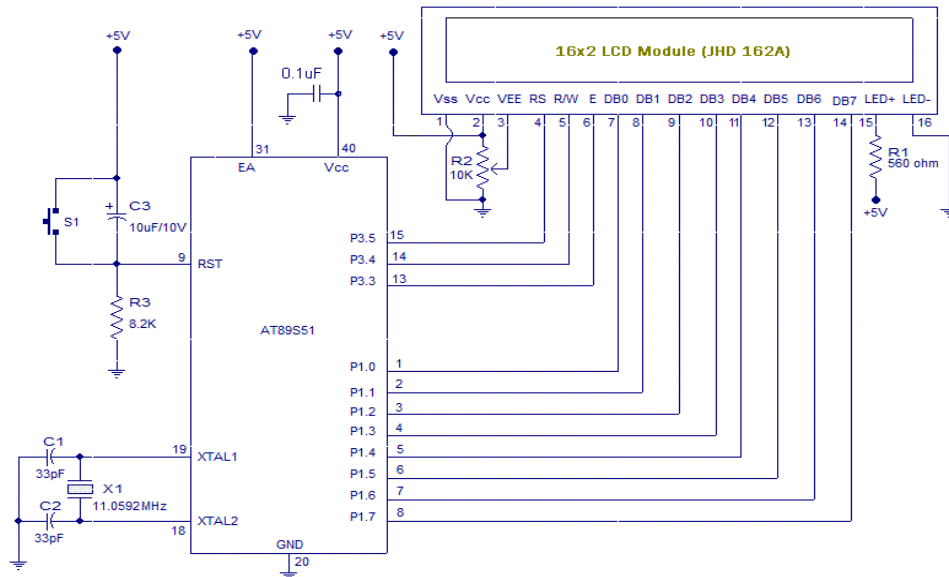 +5V
+5V
+5V
+5V
16x2 LCD Module (JHD 162A)
Vss Vcc VEE RS R/W E DB0 DB1 DB2 DB3 DB4 DB5 DB6 DB7 LED+ LED-
1 2 3 4 5 6 7 8 9 10 11 12 13 14 15 16
0.1uF
31
40
EA
Vcc
R2
10K
R1
560 ohm
+5V
S1
+
C3
10uF/10V
9
RST
R3
8.2K
AT89S51
P3.5 15
P3.4 14
P3.3 13
P1.0 1
P1.1 2
P1.2 3
P1.3 4
P1.4 5
P1.5 6
P1.6 7
P1.7 8
C1
33pF
19
XTAL1
X1
11.0592MHz
C2
33pF
18
XTAL2
GND
20